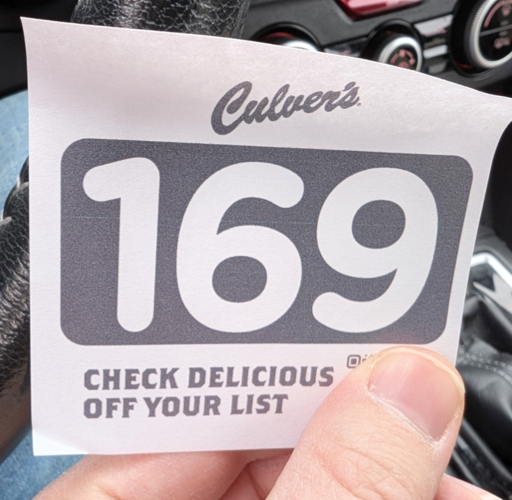 Culver's
169
CHECK DELICIOUS
OFF YOUR LIST